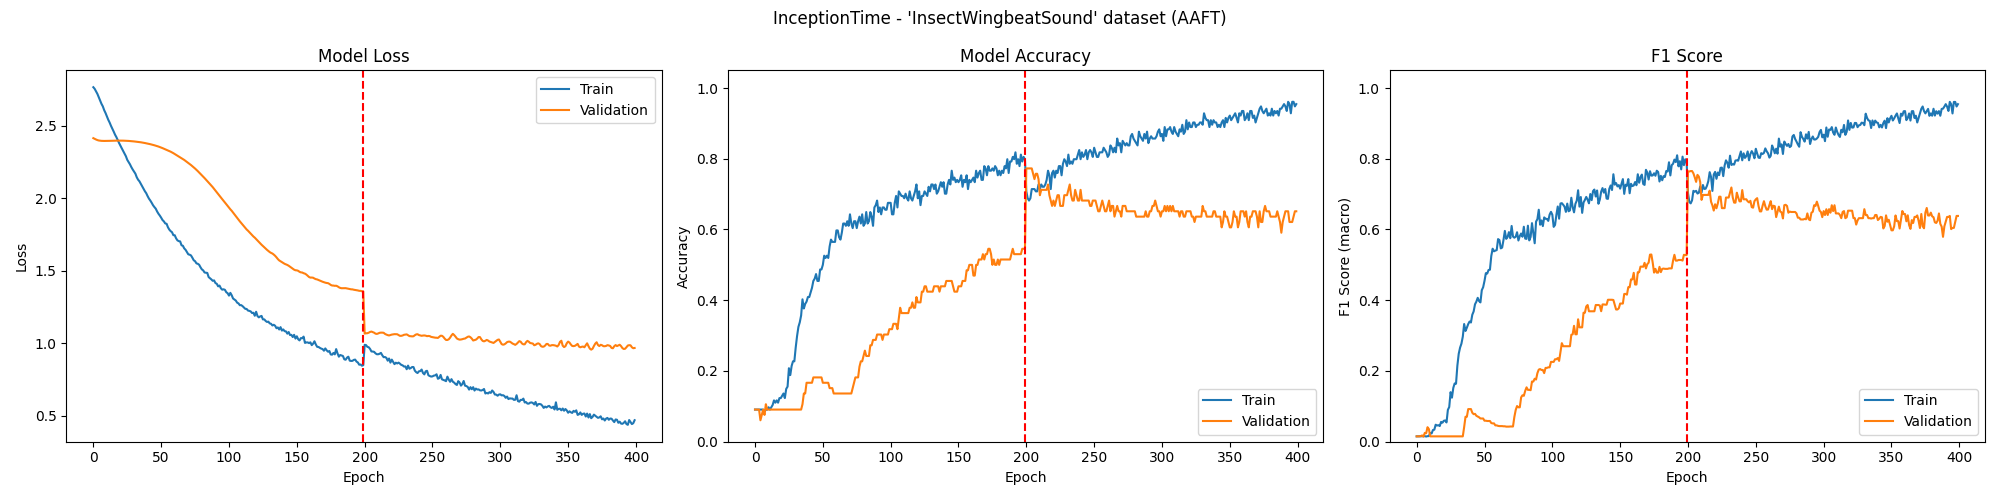 InceptionTime - 'InsectWingbeatSound' dataset (AAFT)
Model Loss
Loss
2.5
2.0
1.5
1.0
0.5
0 50 100 150 200 250 300 350 400
Epoch
Train
Validation
Model Accuracy
Accuracy
1.0
0.8
0.6
0.4
0.2
0.0
0 50 100 150 200 250 300 350 400
Epoch
Train
Validation
F1 Score
F1 Score (macro)
1.0
0.8
0.6
0.4
0.2
0.0
0 50 100 150 200 250 300 350 400
Epoch
Train
Validation